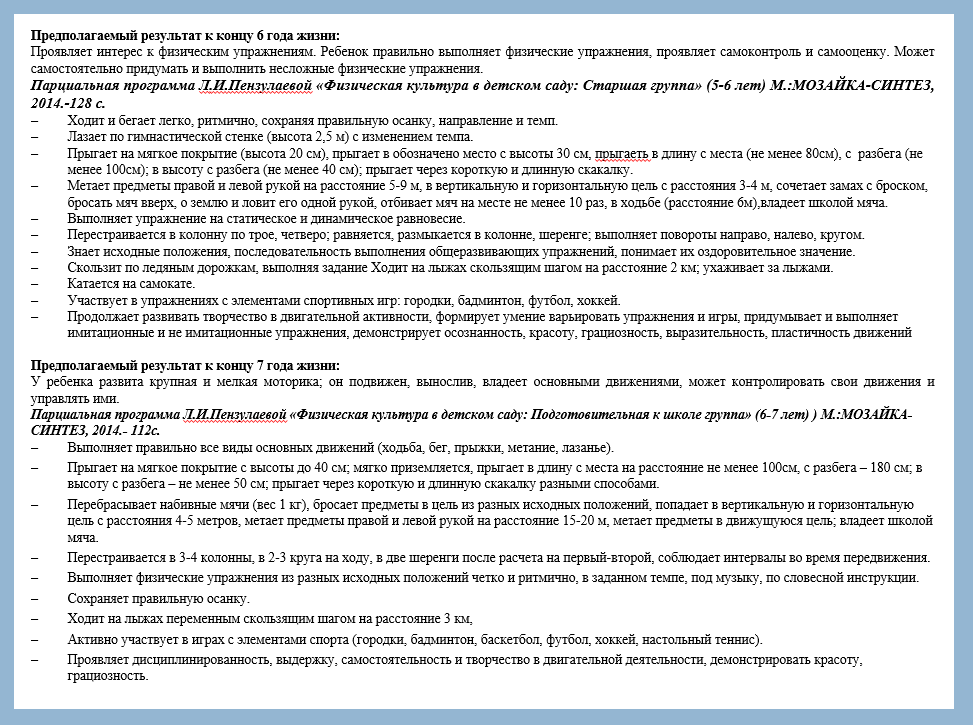 Предполагаемый результат к концу 6 года жизни:
Проявляет интерес к физическим упражнениям. Ребенок правильно выполняет физические упражнения, проявляет самоконтроль и самооценку. Может
самостоятельно придумать и выполнить несложные физические упражнения.
Парциальная программа Л.И.Пензулаевой «Физическая культура в детском саду: Старшая группа» (5-6 лет) М.:МОЗАЙКА-СИНТЕЗ,
2014.-128 с.
– Ходит и бегает легко, ритмично, сохраняя правильную осанку, направление и темп.
– Лазает по гимнастической стенке (высота 2,5 м) с изменением темпа.
– Прыгает на мягкое покрытие (высота 20 см), прыгает в обозначено место с высоты 30 см, прыгаеть в длину с места (не менее 80см), с разбега (не
менее 100см); в высоту с разбега (не менее 40 см); прыгает через короткую и длинную скакалку.
– Метает предметы правой и левой рукой на расстояние 5-9 м, в вертикальную и горизонтальную цель с расстояния 3-4 м, сочетает замах с броском,
бросать мяч вверх, о землю и ловит его одной рукой, отбивает мяч на месте не менее 10 раз, в ходьбе (расстояние 6м),владеет школой мяча.
– Выполняет упражнение на статическое и динамическое равновесие.
– Перестраивается в колонну по трое, четверо; равняется, размыкается в колонне, шеренге; выполняет повороты направо, налево, кругом.
– Знает исходные положения, последовательность выполнения общеразвивающих упражнений, понимает их оздоровительное значение.
– Скользит по ледяным дорожкам, выполняя задание Ходит на лыжах скользящим шагом на расстояние 2 км; ухаживает за лыжами.
– Катается на самокате.
– Участвует в упражнениях с элементами спортивных игр: городки, бадминтон, футбол, хоккей.
– Продолжает развивать творчество в двигательной активности, формирует умение варьировать упражнения и игры, придумывает и выполняет
имитационные и не имитационные упражнения, демонстрирует осознанность, красоту, грациозность, выразительность, пластичность движений
Предполагаемый результат к концу 7 года жизни:
У ребенка развита крупная и мелкая моторика; он подвижен, вынослив, владеет основными движениями, может контролировать свои движения и
управлять ими.
Парциальная программа Л.И.Пензулаевой «Физическая культура в детском саду: Подготовительная к школе группа» (6-7 лет) ) М.:МОЗАЙКА-
СИНТЕЗ, 2014.- 112с.
– Выполняет правильно все виды основных движений (ходьба, бег, прыжки, метание, лазанье).
– Прыгает на мягкое покрытие с высоты до 40 см; мягко приземляется, прыгает в длину с места на расстояние не менее 100см, с разбега – 180 см; в
высоту с разбега – не менее 50 см; прыгает через короткую и длинную скакалку разными способами.
– Перебрасывает набивные мячи (вес 1 кг), бросает предметы в цель из разных исходных положений, попадает в вертикальную и горизонтальную
цель с расстояния 4-5 метров, метает предметы правой и левой рукой на расстояние 15-20 м, метает предметы в движущуюся цель; владеет школой
мяча.
– Перестраивается в 3-4 колонны, в 2-3 круга на ходу, в две шеренги после расчета на первый-второй, соблюдает интервалы во время передвижения.
– Выполняет физические упражнения из разных исходных положений четко и ритмично, в заданном темпе, под музыку, по словесной инструкции.
– Сохраняет правильную осанку.
– Ходит на лыжах переменным скользящим шагом на расстояние 3 км,
– Активно участвует в играх с элементами спорта (городки, бадминтон, баскетбол, футбол, хоккей, настольный теннис).
– Проявляет дисциплинированность, выдержку, самостоятельность и творчество в двигательной деятельности, демонстрировать красоту,
грациозность.